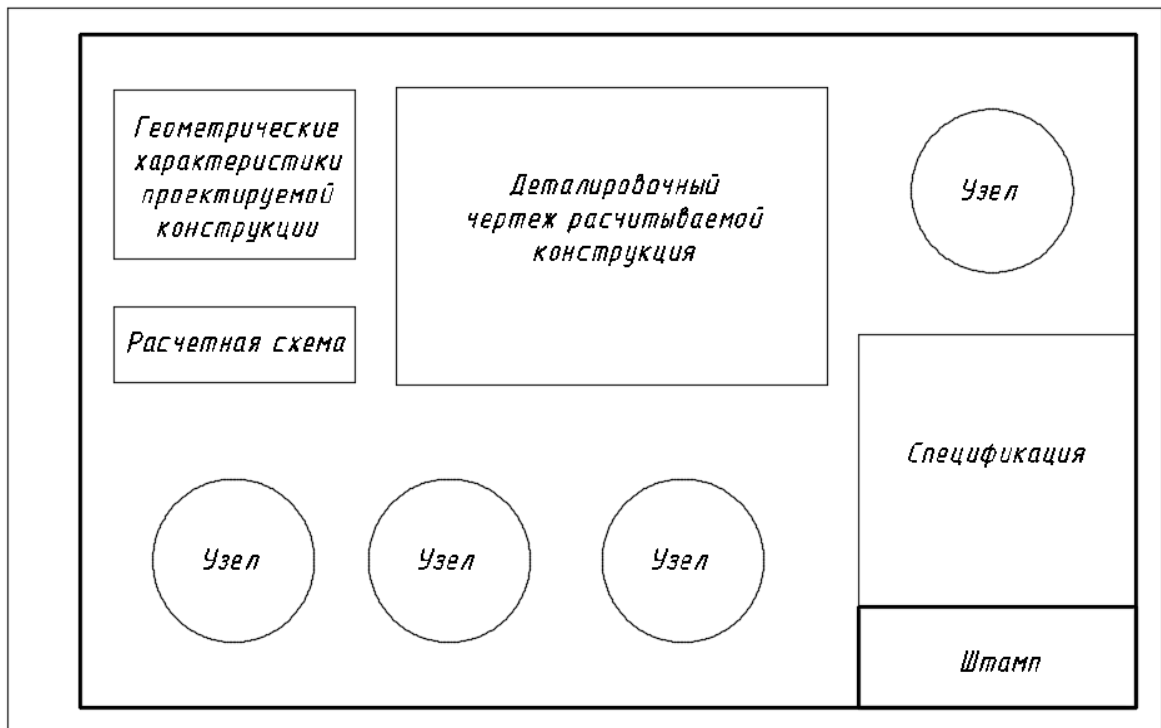 Геометрические
характеристики
проектируемой
конструкции
Деталировочный
чертеж расчитываемой
конструкция
Узел
Расчетная схема
Спецификация
Узел
Узел
Узел
Штамп